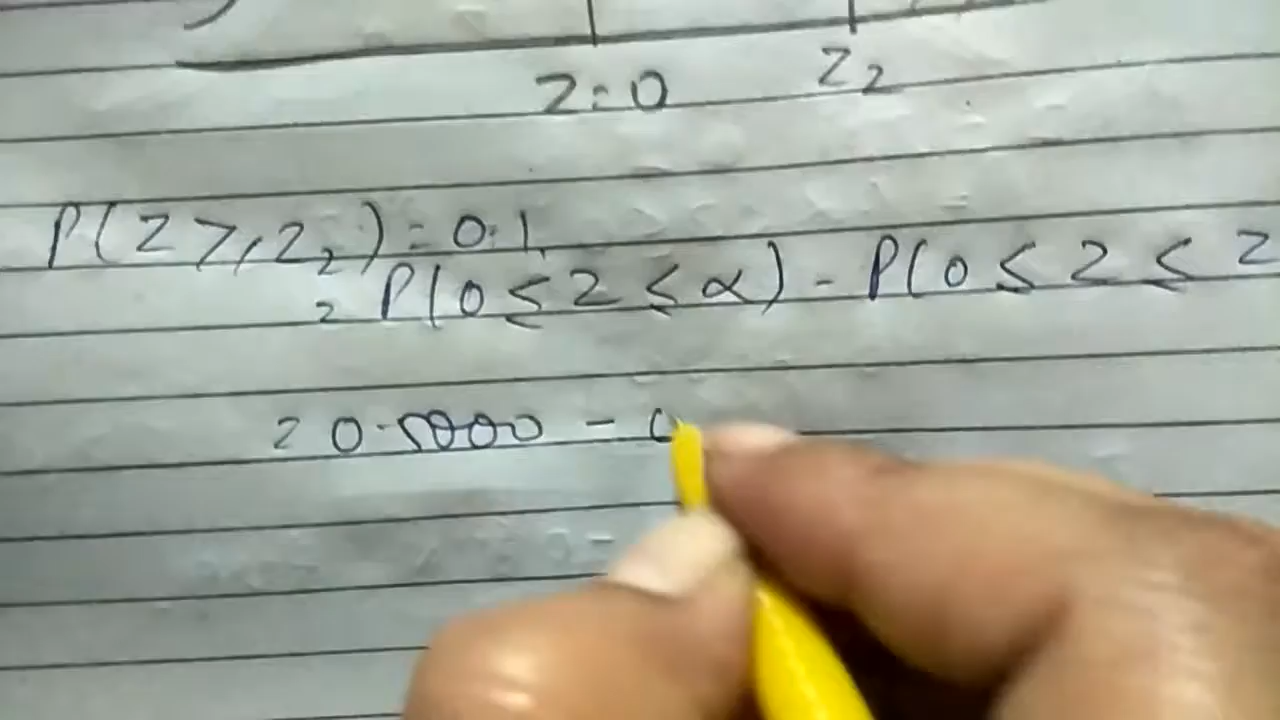 z=0 z2
P(z≥z2)=0.1
= P(0≤z≤α) - P(0≤z≤z
= 0.5000 - 0